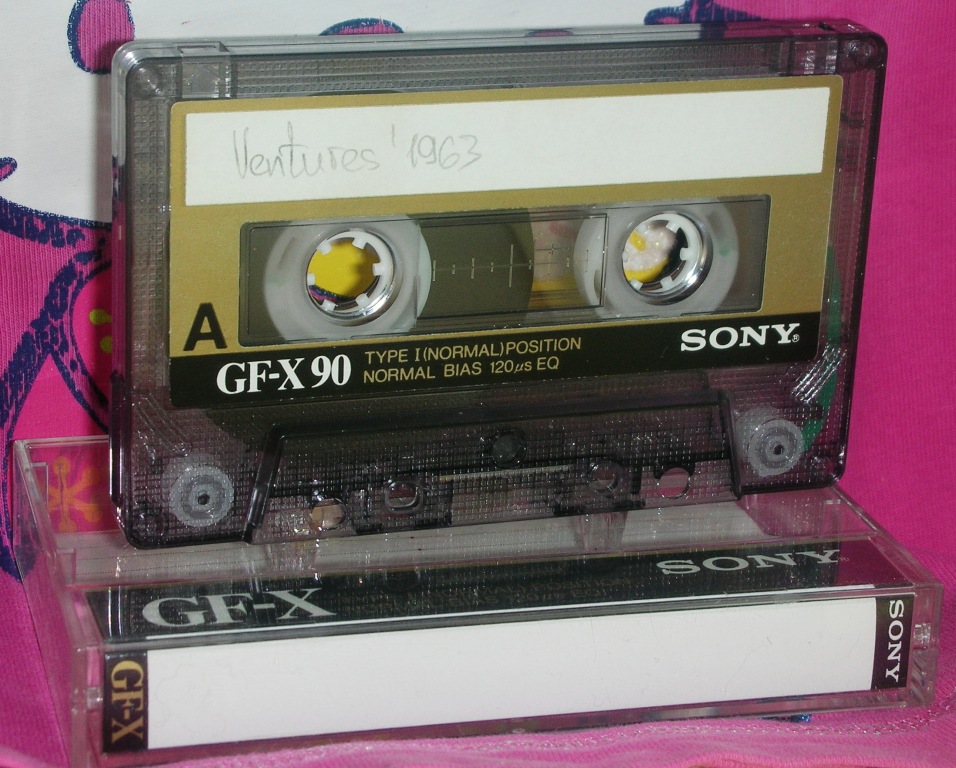 Ventures '1963
A
GF-X 90
TYPE I (NORMAL) POSITION
NORMAL BIAS 120μs EQ
SONY®
GF-X
SONY
GF-X
SONY